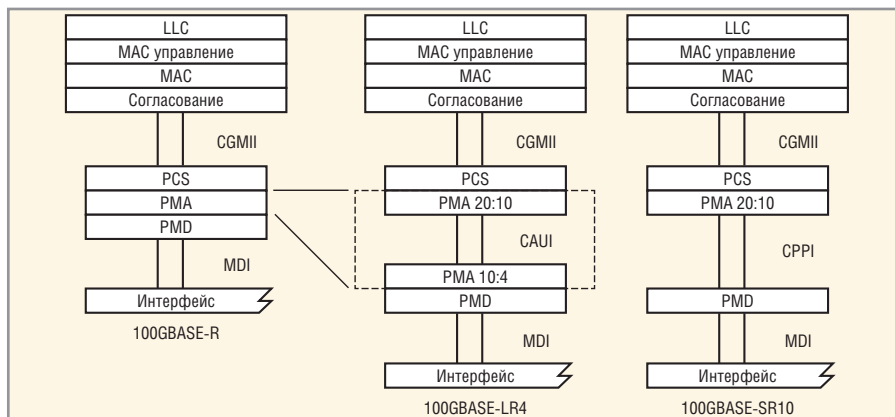 LLC
MAC управление
MAC
Согласование
CGMII
PCS
PMA
PMD
MDI
Интерфейс
100GBASE-R
LLC
MAC управление
MAC
Согласование
CGMII
PCS
PMA 20:10
CAUI
PMA 10:4
PMD
MDI
Интерфейс
100GBASE-LR4
LLC
MAC управление
MAC
Согласование
CGMII
PCS
PMA 20:10
CPPI
PMD
MDI
Интерфейс
100GBASE-SR10